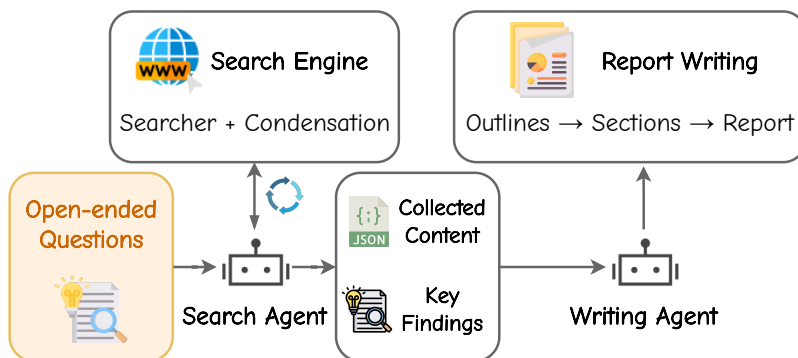 WWW
Search Engine
Searcher + Condensation
Report Writing
Outlines → Sections → Report
Open-ended
Questions
Search Agent
{;}
JSON
Collected
Content
Key
Findings
Writing Agent